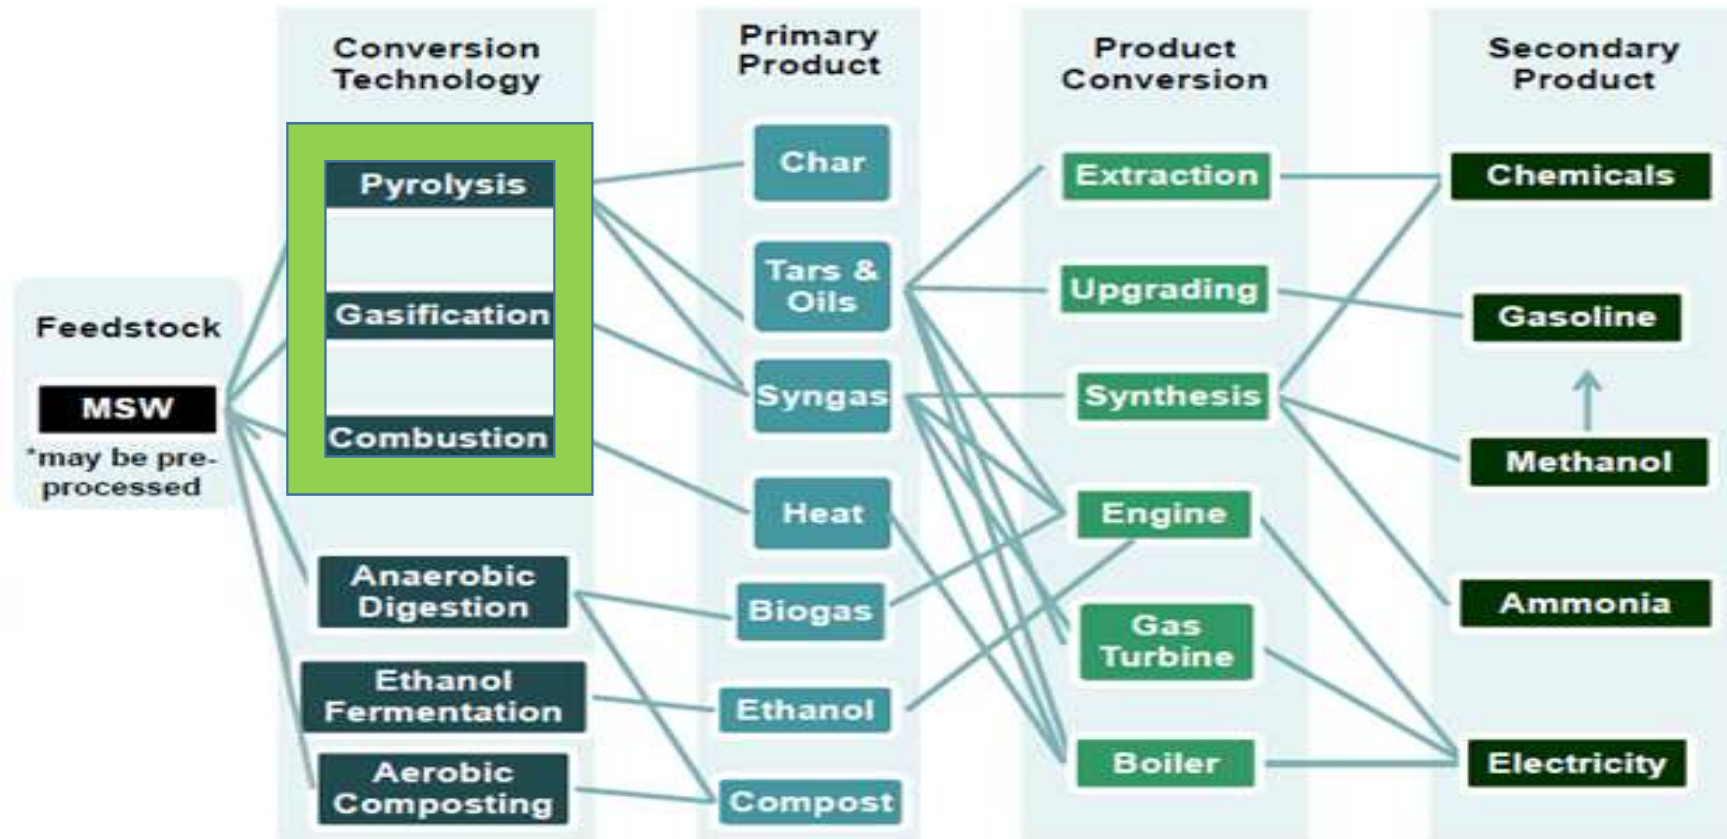 Feedstock
MSW
*may be pre-
processed
Conversion
Technology
Pyrolysis
Gasification
Combustion
Anaerobic
Digestion
Ethanol
Fermentation
Aerobic
Composting
Primary
Product
Char
Tars &
Oils
Syngas
Heat
Biogas
Ethanol
Compost
Product
Conversion
Extraction
Upgrading
Synthesis
Engine
Gas
Turbine
Boiler
Secondary
Product
Chemicals
Gasoline
Methanol
Ammonia
Electricity